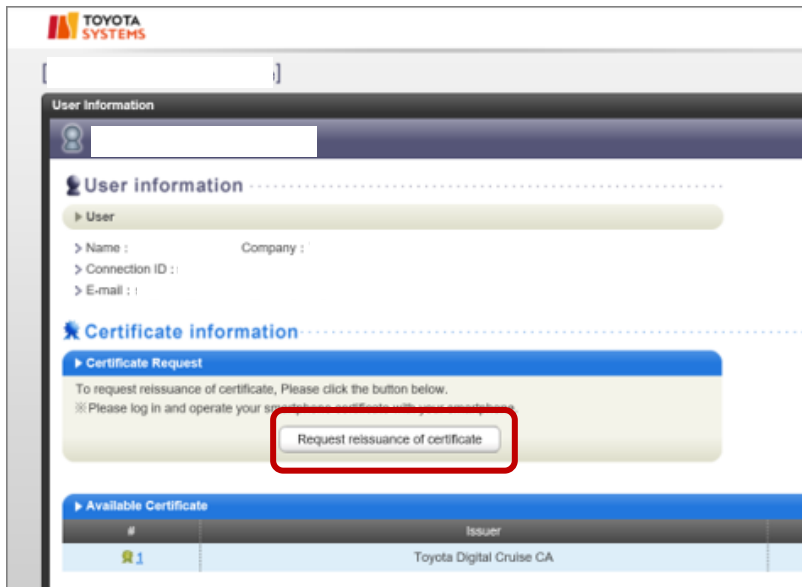 TOYOTA
SYSTEMS
[ ]
User Information
User information
User
Name : Company :
Connection ID :
E-mail :
Certificate information
Certificate Request
To request reissuance of certificate, Please click the button below.
※Please log in and operate your smartphone certificate with your smartphone
Request reissuance of certificate
Available Certificate
# Issuer
1 Toyota Digital Cruise CA